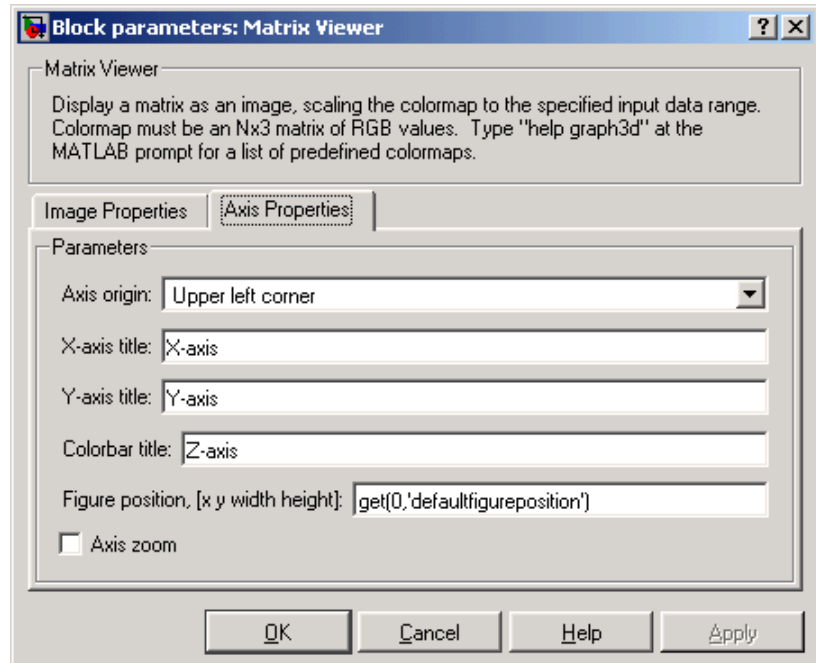 Block parameters: Matrix Viewer
Matrix Viewer
Display a matrix as an image, scaling the colormap to the specified input data range.
Colormap must be an Nx3 matrix of RGB values.  Type "help graph3d" at the
MATLAB prompt for a list of predefined colormaps.
Image Properties Axis Properties
Parameters
Axis origin: Upper left corner
X-axis title: X-axis
Y-axis title: Y-axis
Colorbar title: Z-axis
Figure position, [x y width height]: get(0,'defaultfigureposition')
Axis zoom
OK Cancel Help Apply